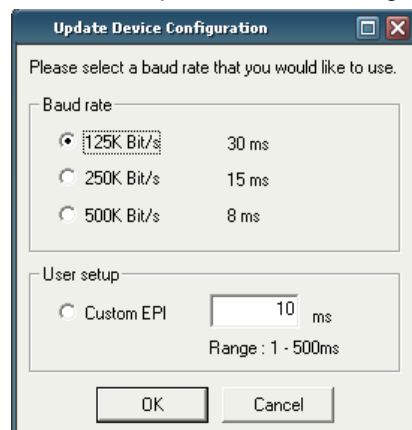 Update Device Configuration
Please select a baud rate that you would like to use.
Baud rate
125K Bit/s 30 ms
250K Bit/s 15 ms
500K Bit/s 8 ms
User setup
Custom EPI 10 ms
Range : 1 - 500ms
OK Cancel